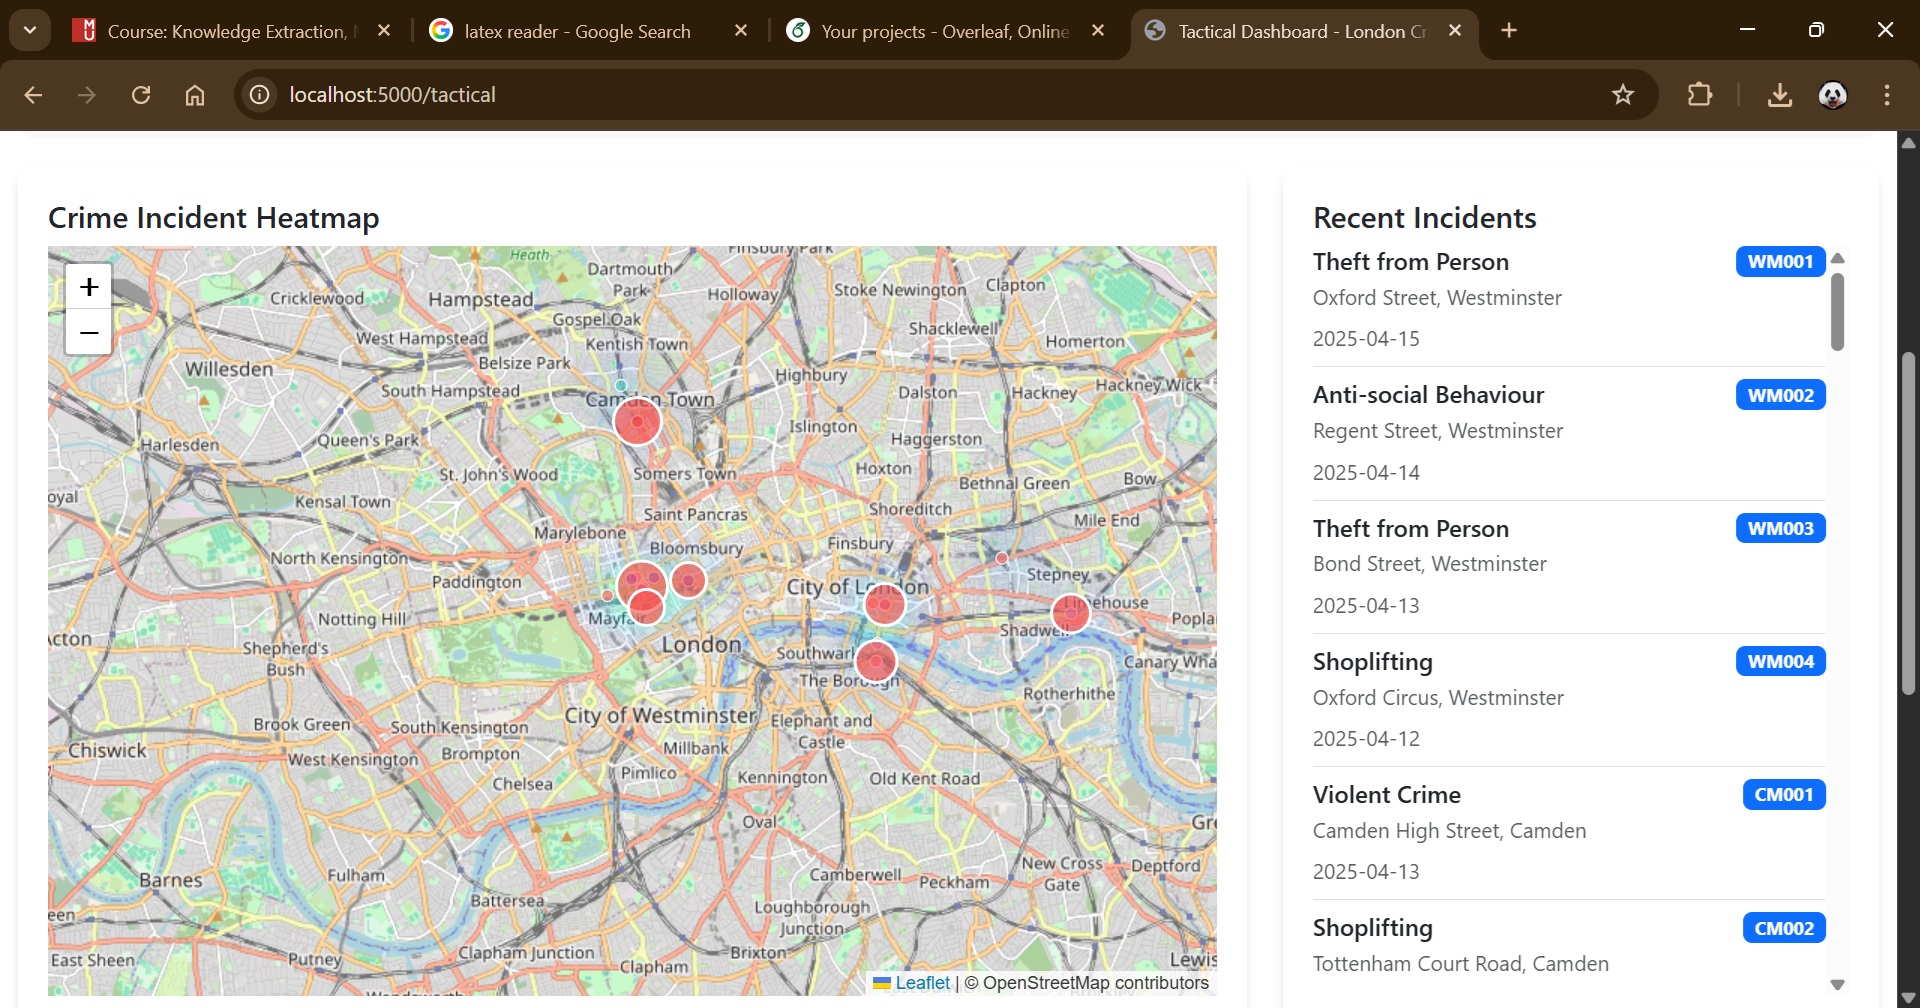 Course: Knowledge Extraction,
latex reader - Google Search
Your projects - Overleaf, Online
Tactical Dashboard - London Cr
localhost:5000/tactical
Crime Incident Heatmap
+
−
Finsbury Park
Heath
Dartmouth
Park
Cricklewood
Hampstead
Holloway
Stoke Newington
Clapton
Gospel Oak
West Hampstead
Kentish Town
Shacklewell
Homerton
Willesden
Belsize Park
Highbury
South Hampstead
Camden Town
Dalston
Hackney
Hackney Wick
Harlesden
Queen's Park
Islington
Haggerston
St. John's Wood
Somers Town
Hoxton
Bethnal Green
Bow
oyal
Kensal Town
Saint Pancras
Shoreditch
Mile End
North Kensington
Marylebone
Bloomsbury
Finsbury
Paddington
City of London
Stepney
Limehouse
Notting Hill
Mayfair
Shadwell
Popla
cton
Shepherd's
Bush
London
Southwark
The Borough
Canary Wha
Rotherhithe
Brook Green
South Kensington
City of Westminster
Elephant and
Castle
Chiswick
West Kensington
Brompton
Millbank
Chelsea
Pimlico
Kennington
Old Kent Road
Oval
Gre
Barnes
Fulham
Camberwell
Peckham
New Cross
Gate
Deptford
een
Battersea
Loughborough
Junction
East Sheen
Putney
Clapham Junction
Clapham
Brixton
Lewis
Wandsworth
Leaflet | © OpenStreetMap contributors
Recent Incidents
Theft from Person WM001
Oxford Street, Westminster
2025-04-15
Anti-social Behaviour WM002
Regent Street, Westminster
2025-04-14
Theft from Person WM003
Bond Street, Westminster
2025-04-13
Shoplifting WM004
Oxford Circus, Westminster
2025-04-12
Violent Crime CM001
Camden High Street, Camden
2025-04-13
Shoplifting CM002
Tottenham Court Road, Camden